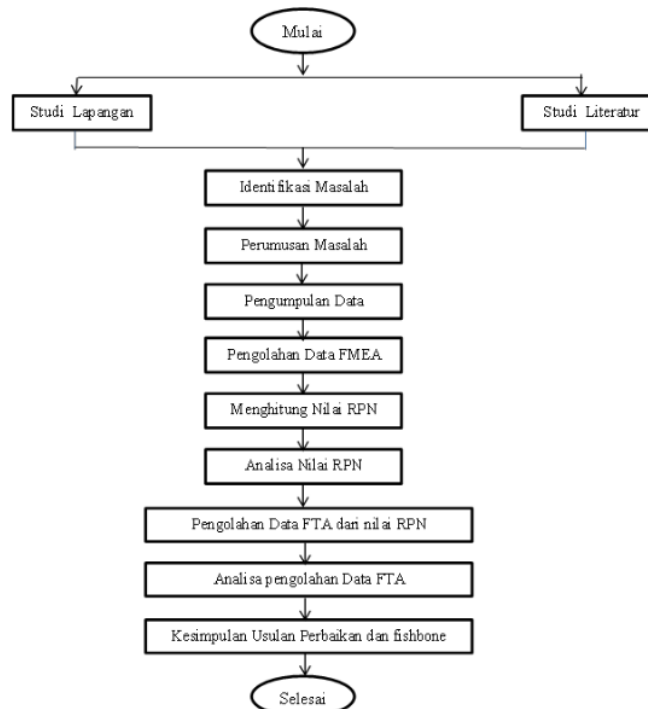 Mulai
Studi Lapangan
Studi Literatur
Identifikasi Masalah
Perumusan Masalah
Pengumpulan Data
Pengolahan Data FMEA
Menghitung Nilai RPN
Analisa Nilai RPN
Pengolahan Data FTA dari nilai RPN
Analisa pengolahan Data FTA
Kesimpulan Usulan Perbaikan dan fishbone
Selesai